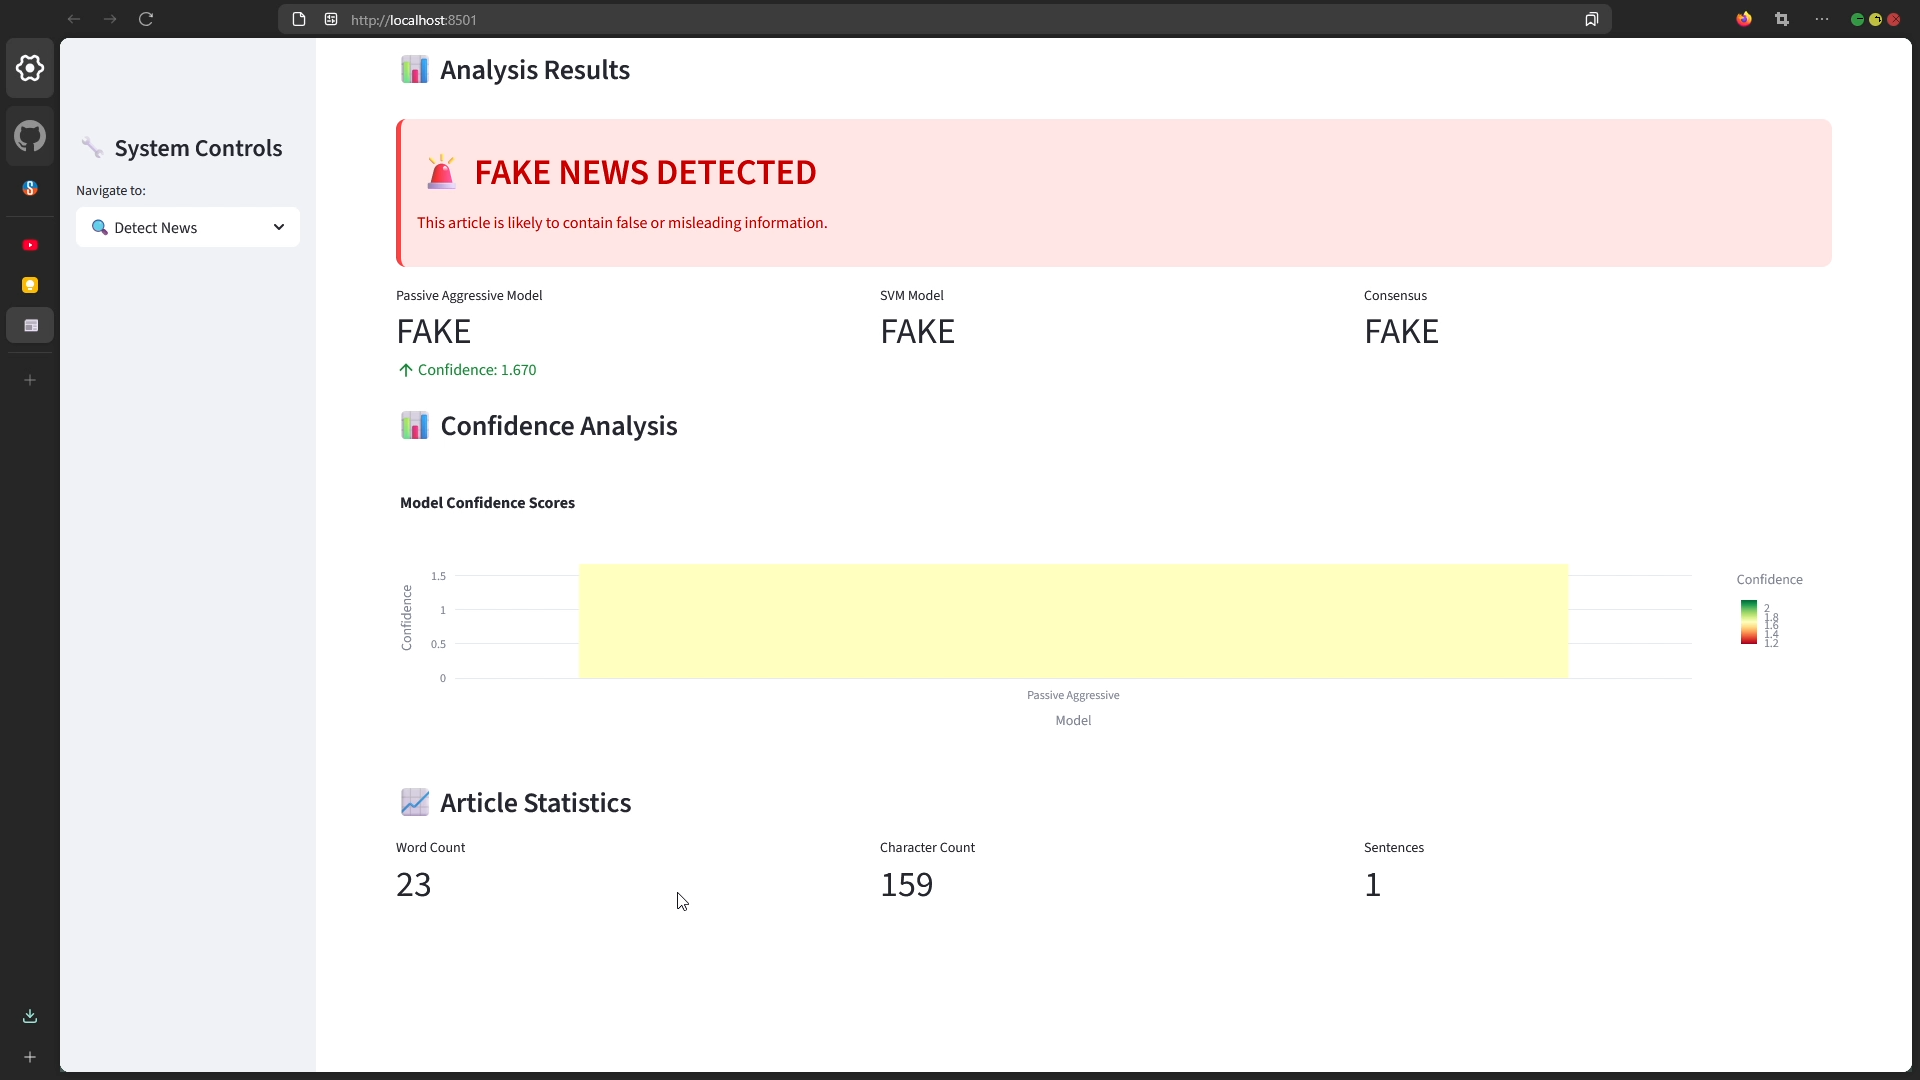 http://localhost:8501
System Controls
Navigate to:
Detect News
Analysis Results
FAKE NEWS DETECTED
This article is likely to contain false or misleading information.
Passive Aggressive Model
FAKE
Confidence: 1.670
SVM Model
FAKE
Consensus
FAKE
Confidence Analysis
Model Confidence Scores
Confidence
1.5
1
0.5
0
Passive Aggressive
Model
Confidence
2
1.8
1.6
1.4
1.2
Article Statistics
Word Count
23
Character Count
159
Sentences
1